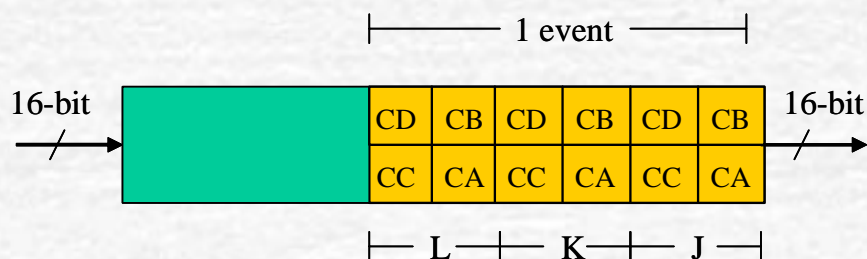 1 event
16-bit 16-bit
CD CB CD CB CD CB
CC CA CC CA CC CA
L K J